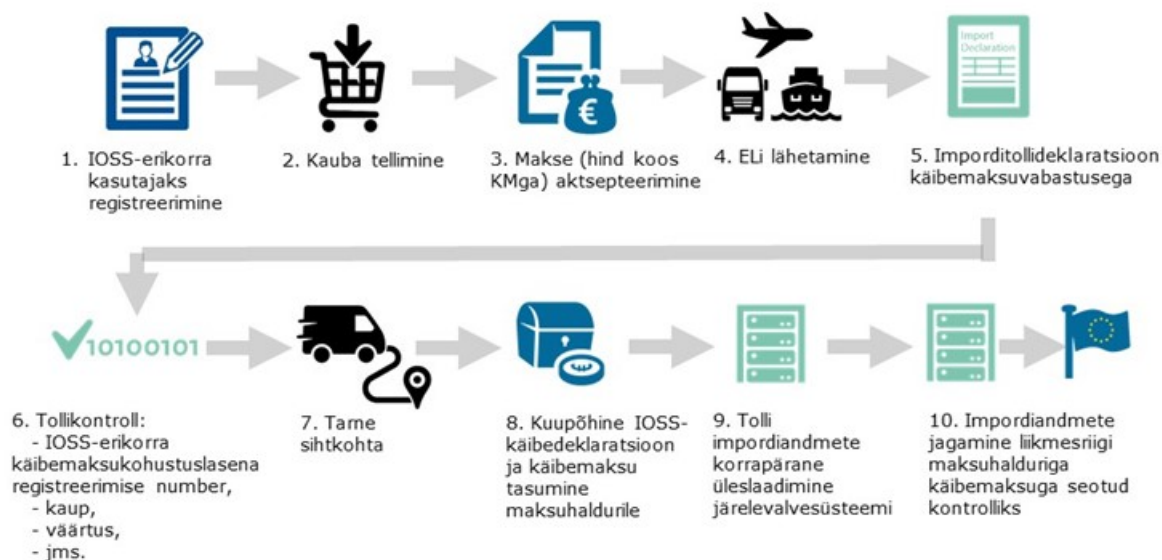 Import
Declaration
1. IOSS-erikorra
kasutajaks
registreerimine
2. Kauba tellimine
3. Makse (hind koos
KMga) aktsepteerimine
4. ELi lähetamine
5. Imporditollideklaratsioon
käibemaksuvabastusega
10100101
6. Tollikontroll:
- IOSS-erikorra
käibemaksukohustuslasena
registreerimise number,
- kaup,
- väärtus,
- jms.
7. Tarne
sihtkohta
8. Kuupõhine IOSS-
käibedeklaratsioon
ja käibemaksu
tasumine
maksuhaldurile
9. Tolli
impordiandmete
korrapärane
üleslaadimine
järelevalvesüsteemi
10. Impordiandmete
jagamine liikmesriigi
maksuhalduriga
käibemaksuga seotud
kontrolliks